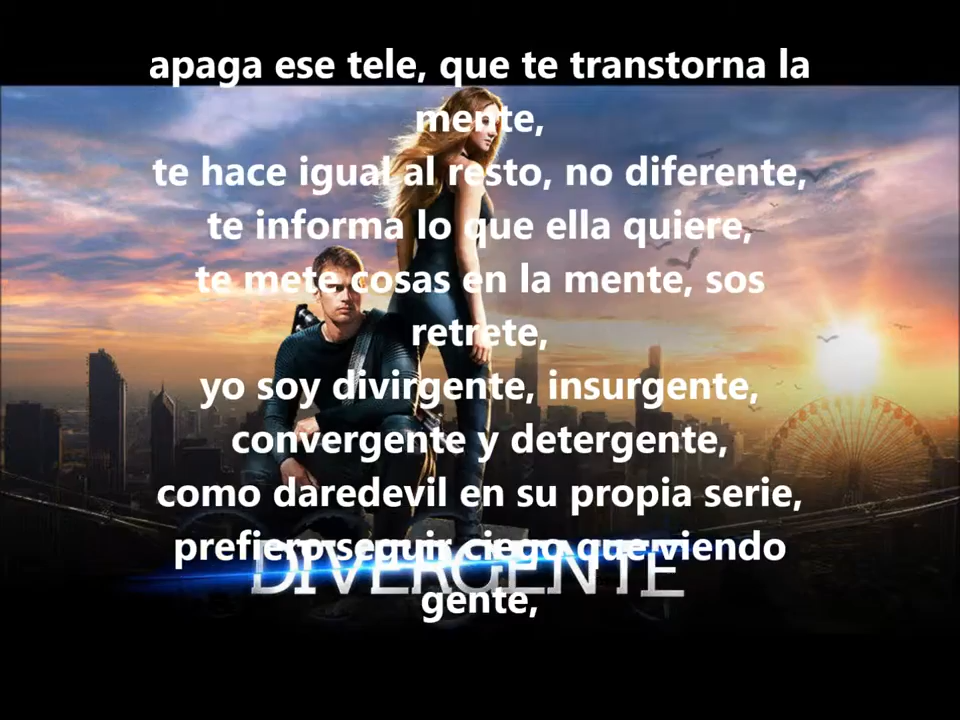 apaga ese tele, que te transtorna la
mente,
te hace igual al resto, no diferente,
te informa lo que ella quiere,
te mete cosas en la mente, sos
retrete,
yo soy divirgente, insurgente,
convergente y detergente,
como daredevil en su propia serie,
prefiero seguir ciego que viendo
DIVERGENTE
gente,